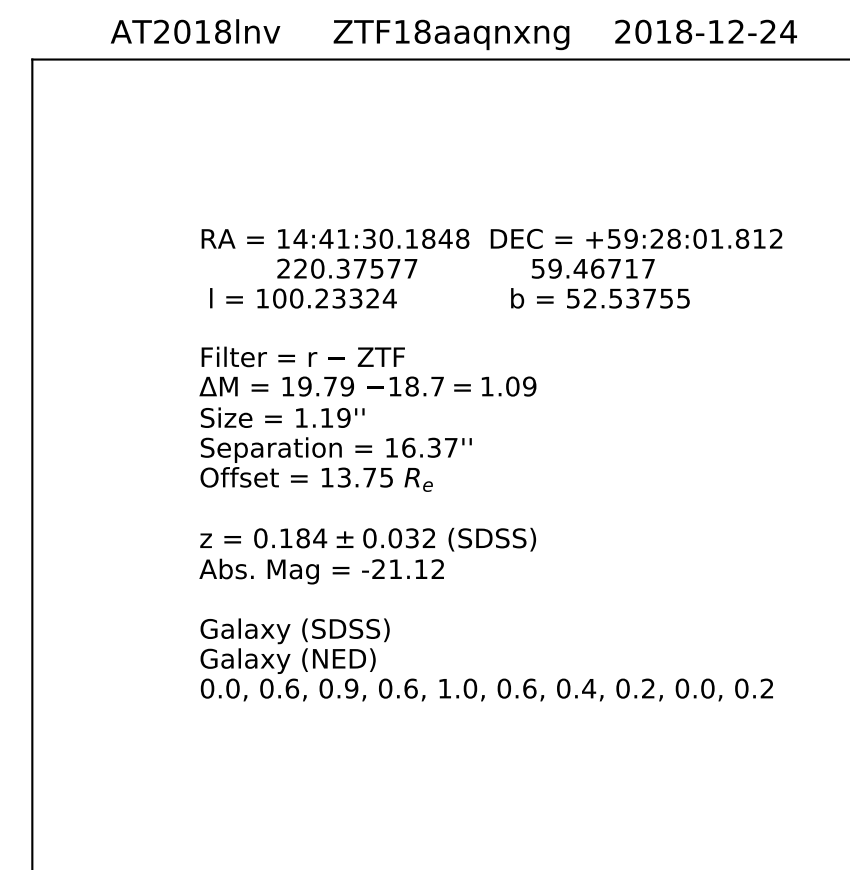 AT2018lnv ZTF18aaqnxng 2018-12-24
RA = 14:41:30.1848 DEC = +59:28:01.812
220.37577 59.46717
l = 100.23324 b = 52.53755
Filter = r − ZTF
ΔM = 19.79 −18.7 = 1.09
Size = 1.19''
Separation = 16.37''
Offset = 13.75 Rₑ
z = 0.184 ± 0.032 (SDSS)
Abs. Mag = -21.12
Galaxy (SDSS)
Galaxy (NED)
0.0, 0.6, 0.9, 0.6, 1.0, 0.6, 0.4, 0.2, 0.0, 0.2